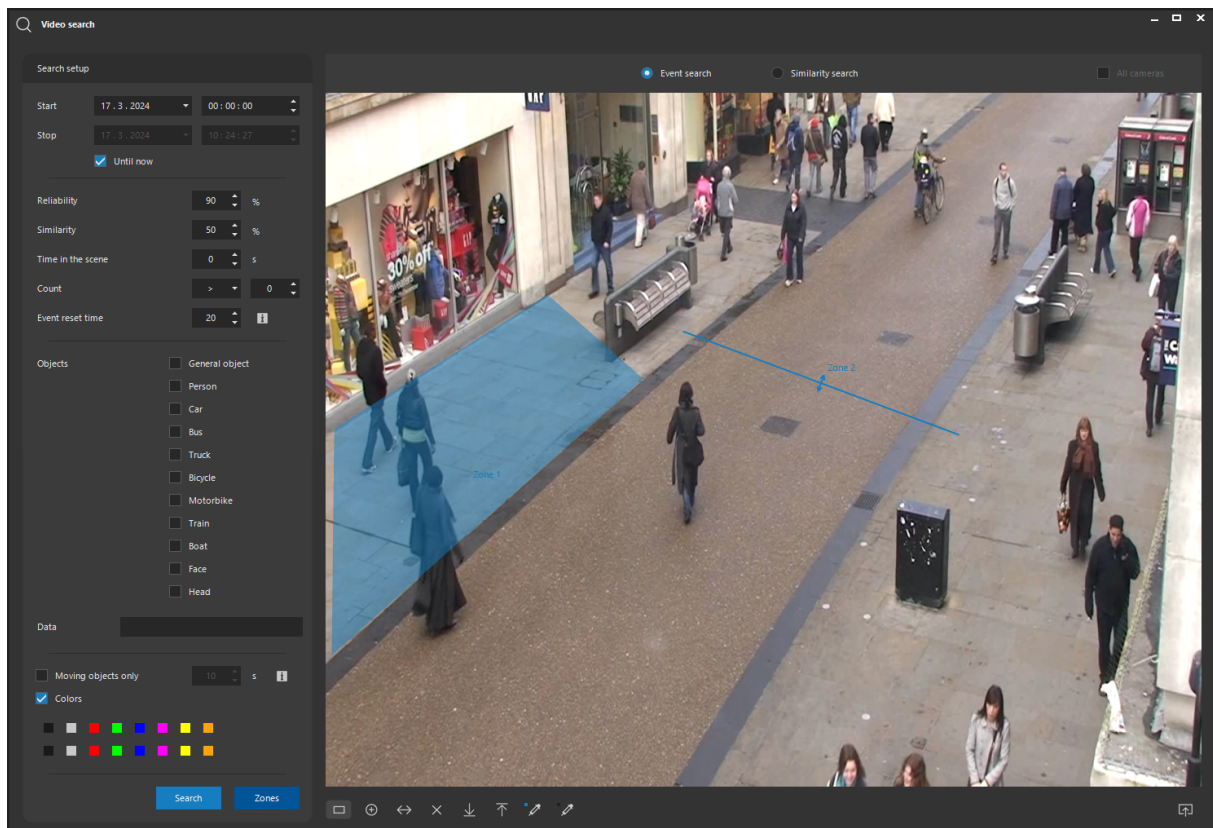 Video search
Search setup
Event search
Similarity search
All cameras
Start 17 . 3 . 2024 00 : 00 : 00
Stop 17 . 3 . 2024 10 : 24 : 27
Until now
Reliability 90 %
Similarity 50 %
Time in the scene 0 s
Count > 0
Event reset time 20
Objects General object
Person
Car
Bus
Truck
Bicycle
Motorbike
Train
Boat
Face
Head
Data
Moving objects only 10 s
Colors
Search Zones
30% off
sweaters
GAP
Zone 2
Zone 1